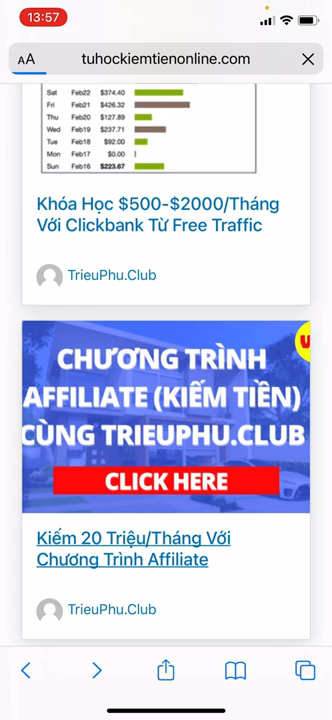 13:57
AA tuhockiemtienonline.com
Sat Feb22 $374.40
Fri Feb21 $426.32
Thu Feb20 $127.89
Wed Feb19 $237.71
Tue Feb18 $92.00
Mon Feb17 $0.00
Sun Feb16 $223.67
Khóa Học $500-$2000/Tháng
Với Clickbank Từ Free Traffic
TrieuPhu.Club
CHƯƠNG TRÌNH
AFFILIATE (KIẾM TIỀN)
CÙNG TRIEUPHU.CLUB
CLICK HERE
Kiếm 20 Triệu/Tháng Với
Chương Trình Affiliate
TrieuPhu.Club